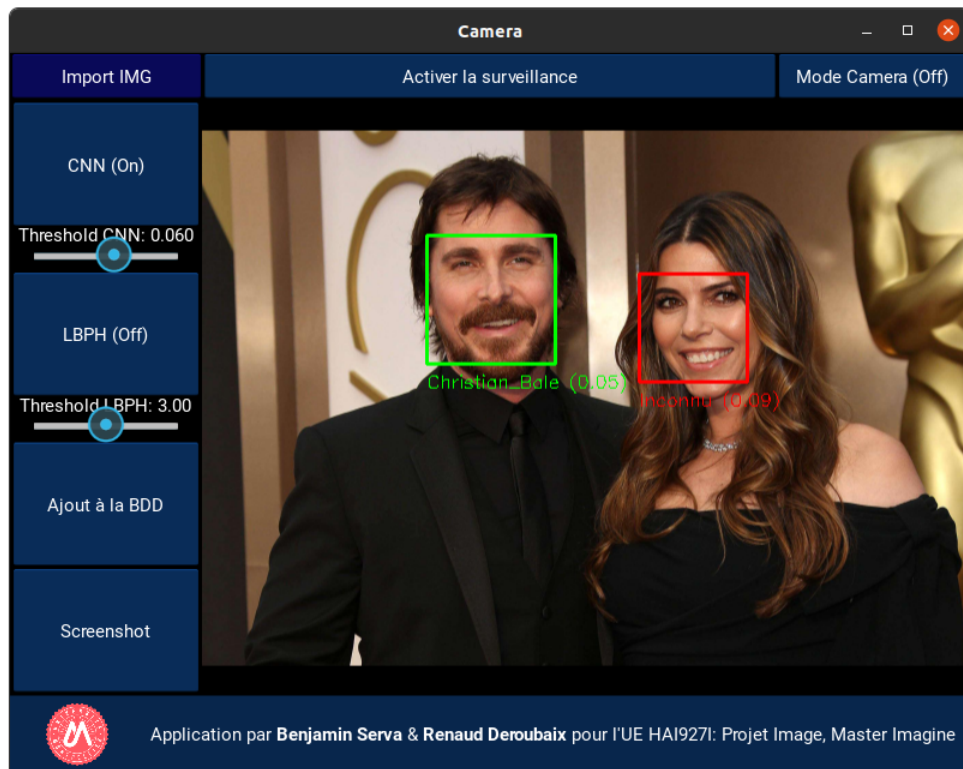 Camera
Import IMG
Activer la surveillance
Mode Camera (Off)
CNN (On)
Threshold CNN: 0.060
LBPH (Off)
Threshold LBPH: 3.00
Ajout à la BDD
Screenshot
Christian_Bale (0.05)
Inconnu (0.09)
Application par Benjamin Serva & Renaud Deroubaix pour l'UE HAI927I: Projet Image, Master Imagine